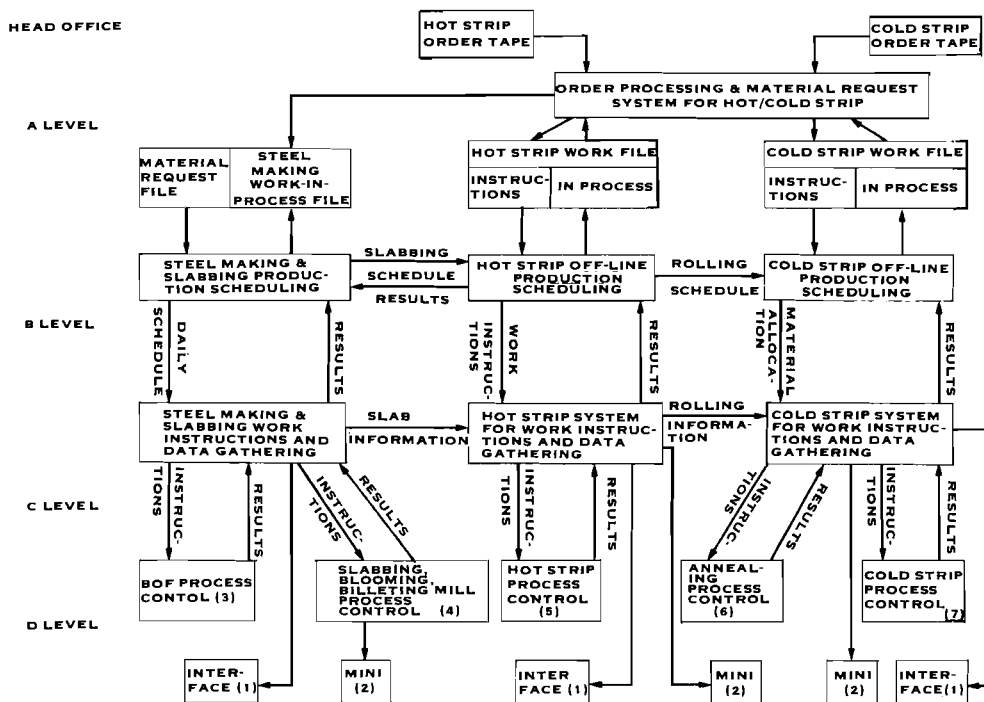 HEAD OFFICE
HOT STRIP
ORDER TAPE
COLD STRIP
ORDER TAPE
ORDER PROCESSING & MATERIAL REQUEST
SYSTEM FOR HOT/COLD STRIP
A LEVEL
MATERIAL
REQUEST
FILE
STEEL
MAKING
WORK-IN-
PROCESS FILE
HOT STRIP WORK FILE
INSTRUC-
TIONS
IN PROCESS
COLD STRIP WORK FILE
INSTRUC-
TIONS
IN PROCESS
STEEL MAKING &
SLABBING PRODUC-
TION SCHEDULING
SLABBING
SCHEDULE
RESULTS
HOT STRIP OFF-LINE
PRODUCTION
SCHEDULING
ROLLING
SCHEDULE
COLD STRIP OFF-LINE
PRODUCTION
SCHEDULING
B LEVEL
DAILY
SCHEDULE
RESULTS
WORK
INSTRUC-
TIONS
RESULTS
MATERIAL
ALLOCA-
TION
RESULTS
STEEL MAKING &
SLABBING WORK
INSTRUCTIONS AND
DATA GATHERING
SLAB
INFORMATION
HOT STRIP SYSTEM
FOR WORK INSTRUC-
TIONS AND DATA
GATHERING
ROLLING
INFORMA-
TION
COLD STRIP SYSTEM
FOR WORK INSTRUC-
TIONS AND DATA
GATHERING
C LEVEL
INSTRUC-
TIONS
RESULTS
INSTRUC-
TIONS
RESULTS
INSTRUC-
TIONS
RESULTS
INSTRUC-
TIONS
RESULTS
INSTRUC-
TIONS
RESULTS
BOF PROCESS
CONTOL (3)
SLABBING,
BLOOMING,
BILLETING MILL
PROCESS
CONTROL (4)
HOT STRIP
PROCESS
CONTROL
(5)
ANNEAL-
ING
PROCESS
CONTROL
(6)
COLD STRIP
PROCESS
CONTROL
(7)
D LEVEL
INTER-
FACE (1)
MINI
(2)
INTER
FACE (1)
MINI
(2)
MINI
(2)
INTER-
FACE(1)